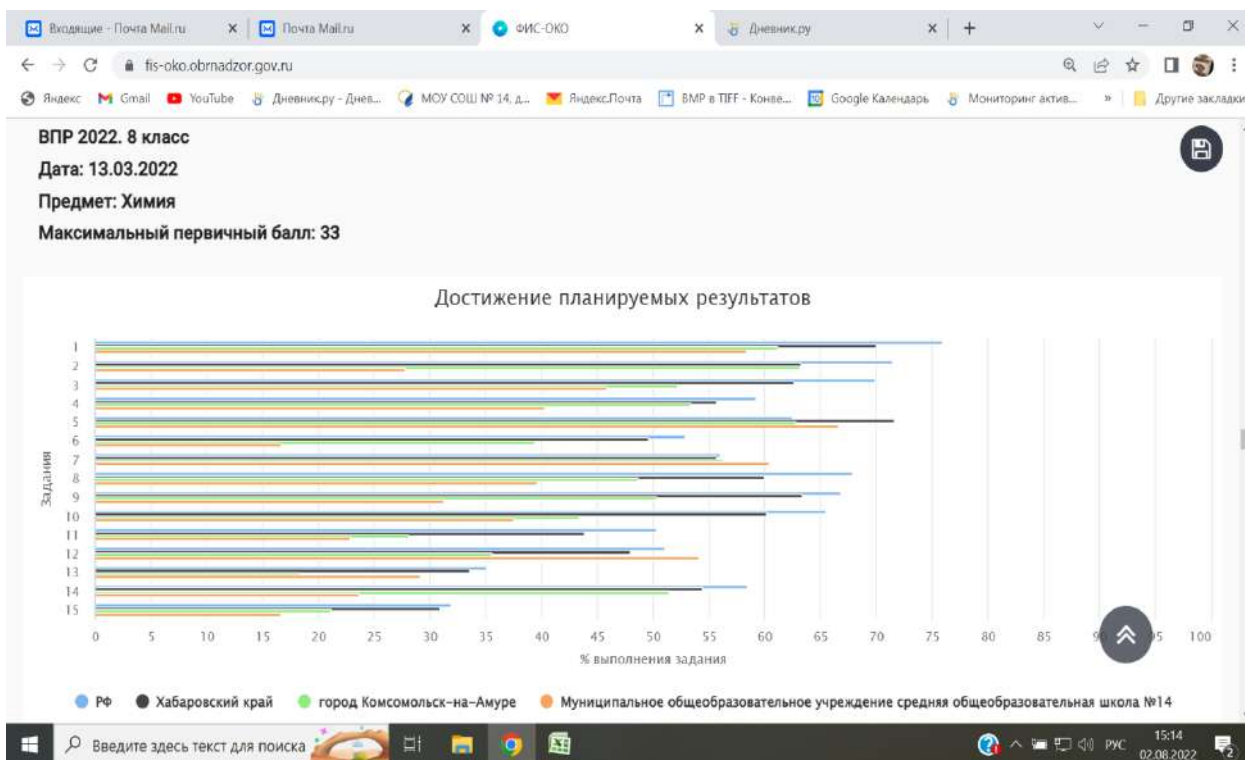 Входящие - Почта Mail.ru
Почта Mail.ru
ФИС-ОКО
Дневник.ру
fis-oko.obrnadzor.gov.ru
Яндекс Gmail YouTube Дневник.ру - Днев... МОУ СОШ № 14, д... Яндекс.Почта BMP в TIFF - Конве... Google Календарь Мониторинг актив... » Другие закладки
ВПР 2022. 8 класс
Дата: 13.03.2022
Предмет: Химия
Максимальный первичный балл: 33
Достижение планируемых результатов
Задания
1
2
3
4
5
6
7
8
9
10
11
12
13
14
15
0 5 10 15 20 25 30 35 40 45 50 55 60 65 70 75 80 85 100
% выполнения задания
РФ Хабаровский край город Комсомольск-на-Амуре Муниципальное общеобразовательное учреждение средняя общеобразовательная школа №14
Введите здесь текст для поиска
РУС 15:14
02.08.2022